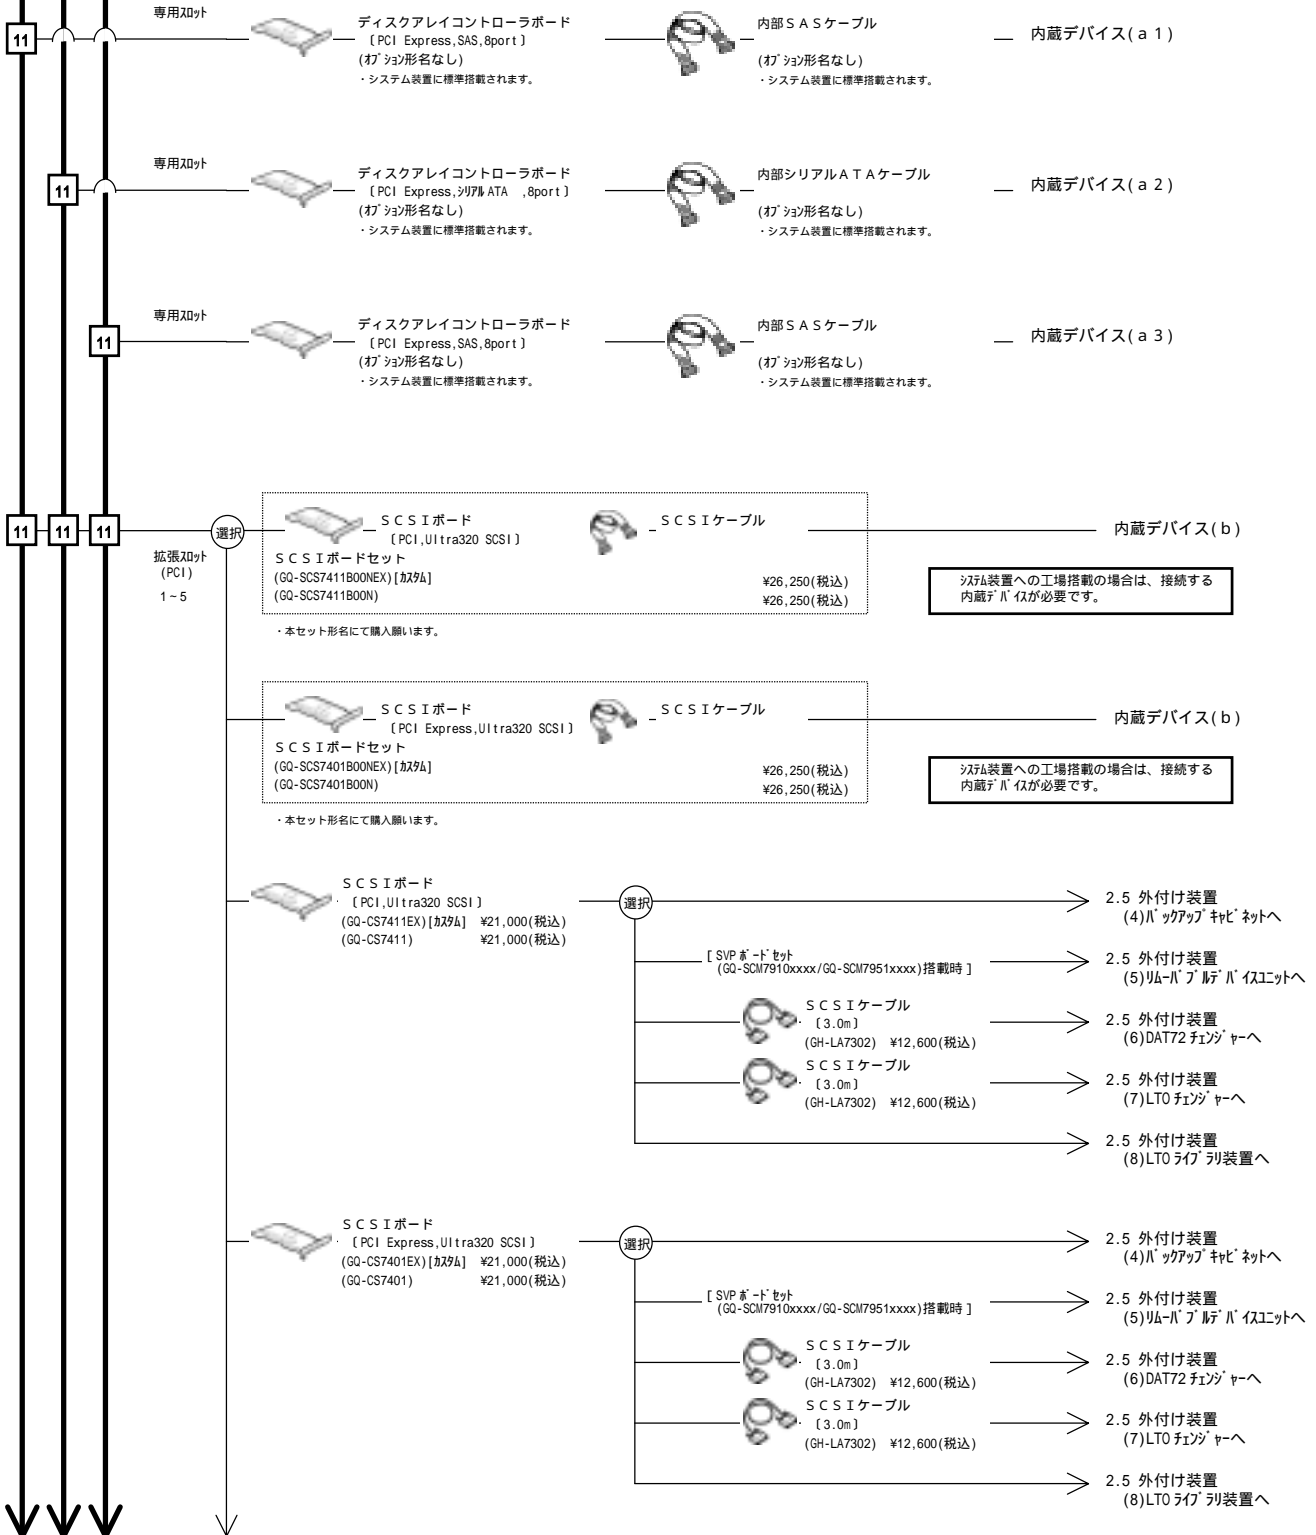 専用ｽﾛｯﾄ
11
ディスクアレイコントローラボード
〔PCI Express,SAS,8port〕
(ｵﾌﾟｼｮﾝ形名なし)
・システム装置に標準搭載されます。
内部ＳＡＳケーブル
(ｵﾌﾟｼｮﾝ形名なし)
・システム装置に標準搭載されます。
内蔵デバイス(ａ１)
専用ｽﾛｯﾄ
11
ディスクアレイコントローラボード
〔PCI Express,ｼﾘｱﾙ ATA ,8port〕
(ｵﾌﾟｼｮﾝ形名なし)
・システム装置に標準搭載されます。
内部シリアルＡＴＡケーブル
(ｵﾌﾟｼｮﾝ形名なし)
・システム装置に標準搭載されます。
内蔵デバイス(ａ２)
専用ｽﾛｯﾄ
11
ディスクアレイコントローラボード
〔PCI Express,SAS,8port〕
(ｵﾌﾟｼｮﾝ形名なし)
・システム装置に標準搭載されます。
内部ＳＡＳケーブル
(ｵﾌﾟｼｮﾝ形名なし)
・システム装置に標準搭載されます。
内蔵デバイス(ａ３)
11 11 11
選択
拡張ｽﾛｯﾄ
(PCI)
1~5
ＳＣＳＩボード
〔PCI,Ultra320 SCSI〕
ＳＣＳＩケーブル
内蔵デバイス(ｂ)
ＳＣＳＩボードセット
(GQ-SCS7411B00NEX)[ｶｽﾀﾑ] ¥26,250(税込)
(GQ-SCS7411B00N) ¥26,250(税込)
・本セット形名にて購入願います。
ｼｽﾃﾑ装置への工場搭載の場合は、接続する
内蔵ﾃﾞﾊﾞｲｽが必要です。
ＳＣＳＩボード
〔PCI Express,Ultra320 SCSI〕
ＳＣＳＩケーブル
内蔵デバイス(ｂ)
ＳＣＳＩボードセット
(GQ-SCS7401B00NEX)[ｶｽﾀﾑ] ¥26,250(税込)
(GQ-SCS7401B00N) ¥26,250(税込)
・本セット形名にて購入願います。
ｼｽﾃﾑ装置への工場搭載の場合は、接続する
内蔵ﾃﾞﾊﾞｲｽが必要です。
ＳＣＳＩボード
〔PCI,Ultra320 SCSI〕
(GQ-CS7411EX)[ｶｽﾀﾑ] ¥21,000(税込)
(GQ-CS7411) ¥21,000(税込)
選択
2.5 外付け装置
(4)ﾊﾞｯｸｱｯﾌﾟｷｬﾋﾞﾈｯﾄへ
[ SVPﾎﾞｰﾄﾞｾｯﾄ
(GQ-SCM7910xxxx/GQ-SCM7951xxxx)搭載時 ]
2.5 外付け装置
(5)ﾘﾑｰﾊﾞﾌﾞﾙﾃﾞﾊﾞｲｽﾕﾆｯﾄへ
ＳＣＳＩケーブル
〔3.0m〕
(GH-LA7302) ¥12,600(税込)
2.5 外付け装置
(6)DAT72ﾁｪﾝｼﾞｬｰへ
ＳＣＳＩケーブル
〔3.0m〕
(GH-LA7302) ¥12,600(税込)
2.5 外付け装置
(7)LTOﾁｪﾝｼﾞｬｰへ
2.5 外付け装置
(8)LTOﾗｲﾌﾞﾗﾘ装置へ
ＳＣＳＩボード
〔PCI Express,Ultra320 SCSI〕
(GQ-CS7401EX)[ｶｽﾀﾑ] ¥21,000(税込)
(GQ-CS7401) ¥21,000(税込)
選択
2.5 外付け装置
(4)ﾊﾞｯｸｱｯﾌﾟｷｬﾋﾞﾈｯﾄへ
[ SVPﾎﾞｰﾄﾞｾｯﾄ
(GQ-SCM7910xxxx/GQ-SCM7951xxxx)搭載時 ]
2.5 外付け装置
(5)ﾘﾑｰﾊﾞﾌﾞﾙﾃﾞﾊﾞｲｽﾕﾆｯﾄへ
ＳＣＳＩケーブル
〔3.0m〕
(GH-LA7302) ¥12,600(税込)
2.5 外付け装置
(6)DAT72ﾁｪﾝｼﾞｬｰへ
ＳＣＳＩケーブル
〔3.0m〕
(GH-LA7302) ¥12,600(税込)
2.5 外付け装置
(7)LTOﾁｪﾝｼﾞｬｰへ
2.5 外付け装置
(8)LTOﾗｲﾌﾞﾗﾘ装置へ